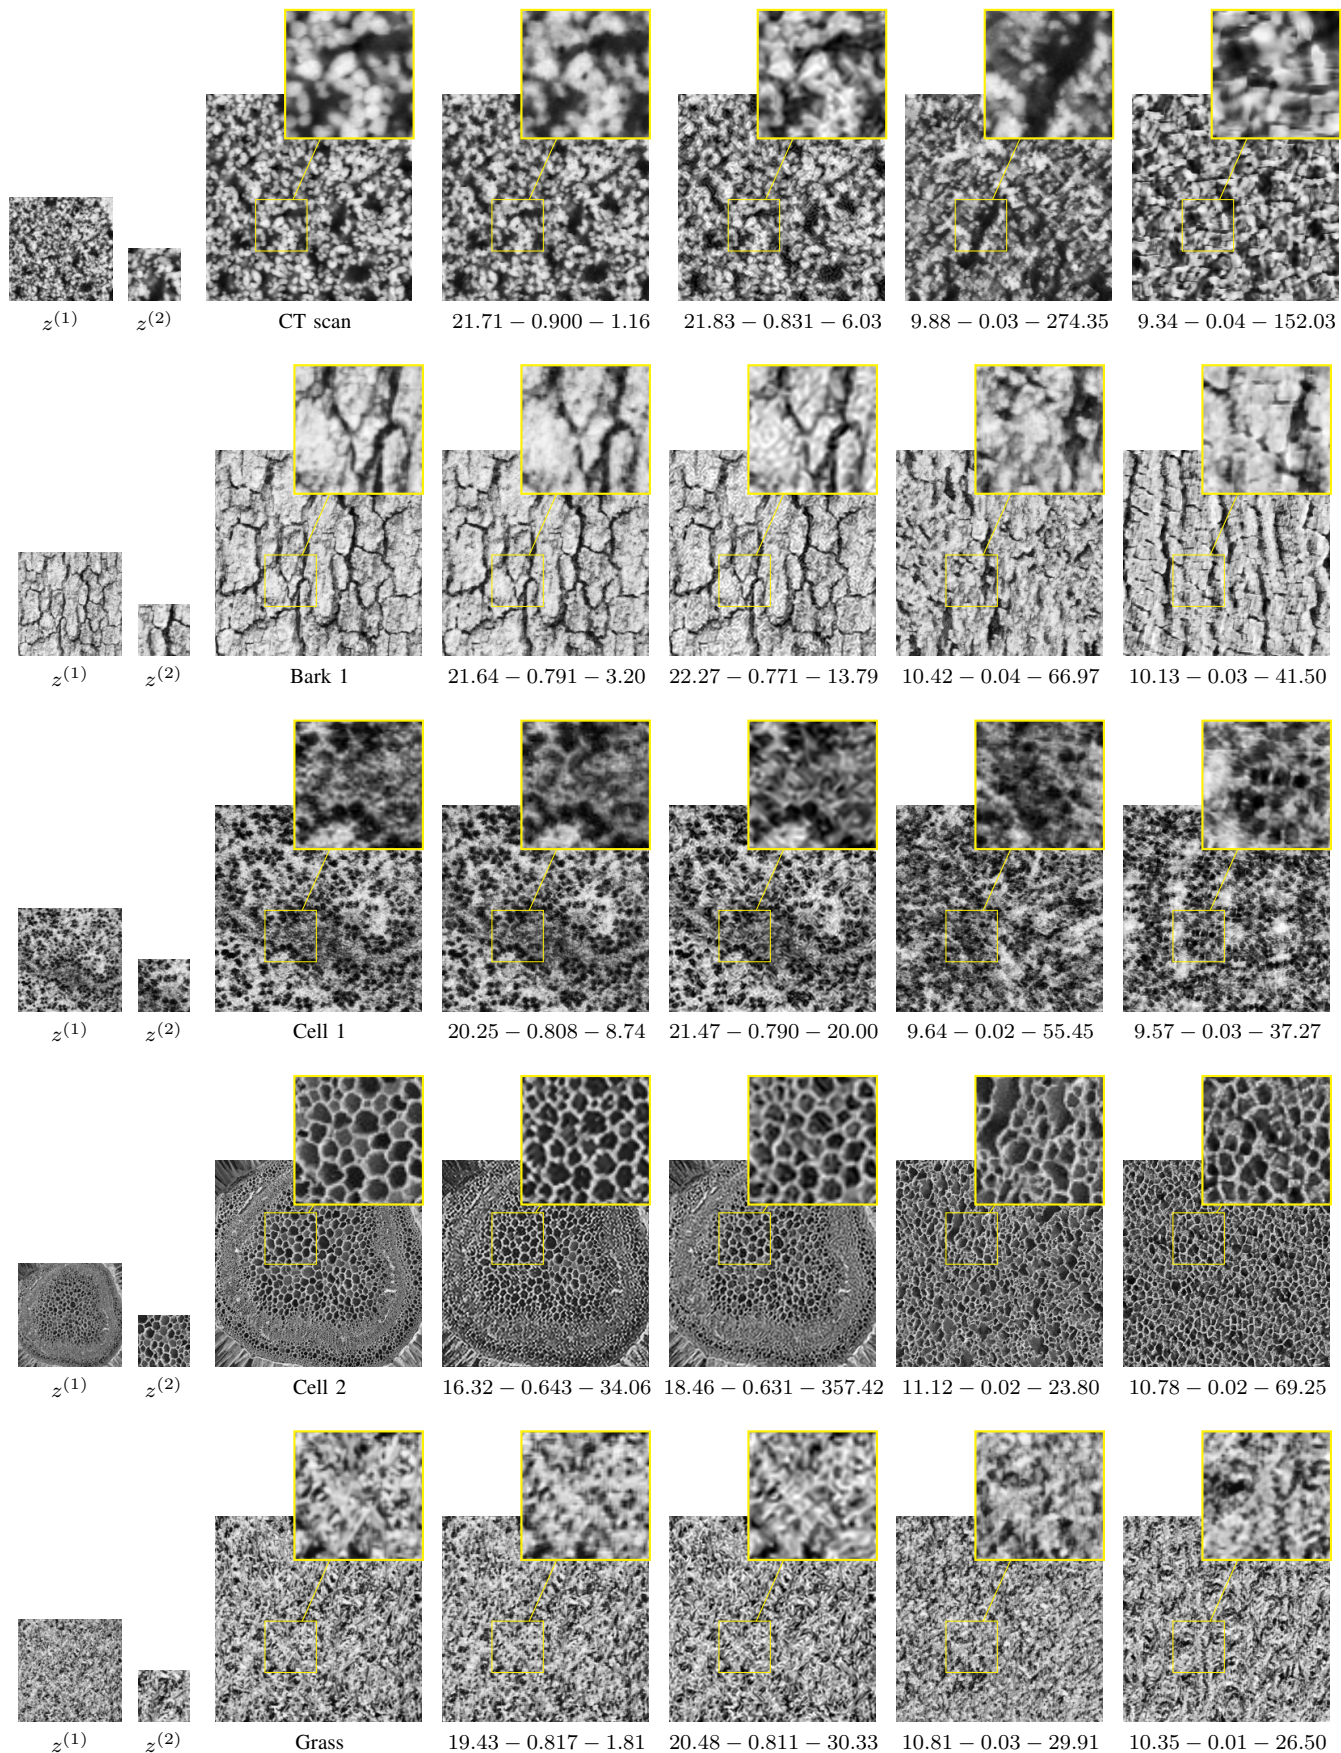 z^{(1)} z^{(2)} CT scan 21.71 − 0.900 − 1.16 21.83 − 0.831 − 6.03 9.88 − 0.03 − 274.35 9.34 − 0.04 − 152.03
z^{(1)} z^{(2)} Bark 1 21.64 − 0.791 − 3.20 22.27 − 0.771 − 13.79 10.42 − 0.04 − 66.97 10.13 − 0.03 − 41.50
z^{(1)} z^{(2)} Cell 1 20.25 − 0.808 − 8.74 21.47 − 0.790 − 20.00 9.64 − 0.02 − 55.45 9.57 − 0.03 − 37.27
z^{(1)} z^{(2)} Cell 2 16.32 − 0.643 − 34.06 18.46 − 0.631 − 357.42 11.12 − 0.02 − 23.80 10.78 − 0.02 − 69.25
z^{(1)} z^{(2)} Grass 19.43 − 0.817 − 1.81 20.48 − 0.811 − 30.33 10.81 − 0.03 − 29.91 10.35 − 0.01 − 26.50